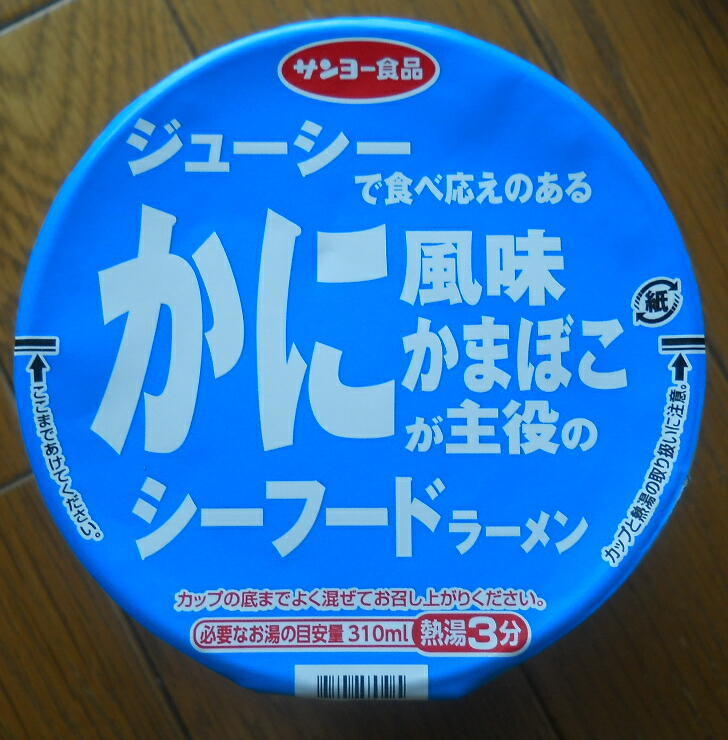 サンヨー食品
ジューシー
で食べ応えのある
かに
風味
かまぼこ
が主役の
シーフードラーメン
紙
ここまであけてください。
カップと熱湯の取り扱いに注意。
カップの底までよく混ぜてお召し上がりください。
必要なお湯の目安量310ml 熱湯3分